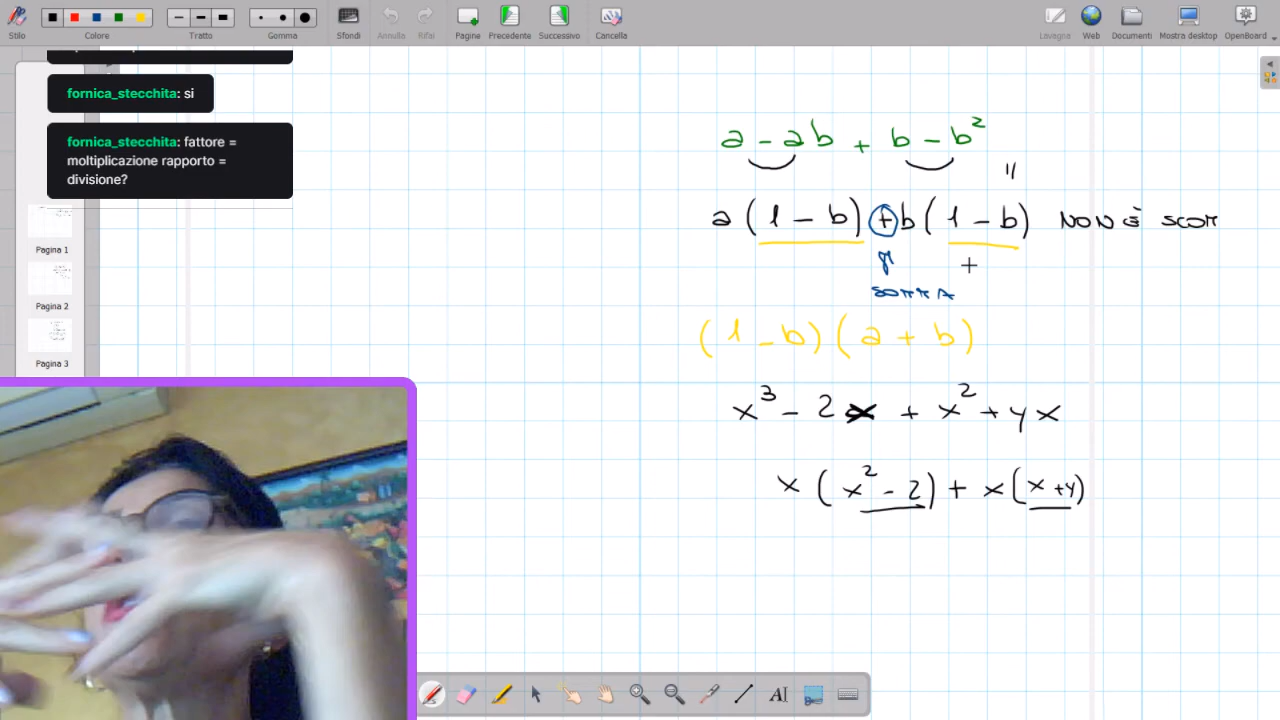 Stilo Colore Tratto Gomma Sfondi Annulla Rifai Pagine Precedente Successivo Cancella Lavagna Web Documenti Mostra desktop OpenBoard
fornica_stecchita: si
fornica_stecchita: fattore =
moltiplicazione rapporto =
divisione?
Pagina 1
Pagina 2
Pagina 3
a - ab + b - b²
=
a (1 - b) + b (1 - b) NON È SCOM
+
SOMMA
(1 - b) (a + b)
x³ - 2x + x² + yx
x (x² - 2) + x (x + y)
AI